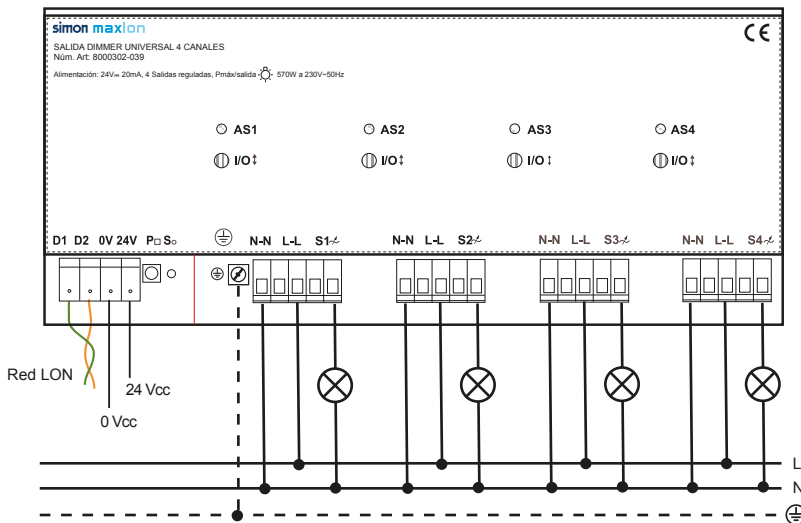 simon maxlon
CE
SALIDA DIMMER UNIVERSAL 4 CANALES
Núm. Art: 8000302-039
Alimentación: 24V⎓ 20mA, 4 Salidas reguladas, Pmáx/salida 570W a 230V~50Hz
AS1 AS2 AS3 AS4
I/O↕ I/O↕ I/O↕ I/O↕
D1 D2 0V 24V P□ S○ N-N L-L S1 N-N L-L S2 N-N L-L S3 N-N L-L S4
Red LON
24 Vcc
0 Vcc
L
N